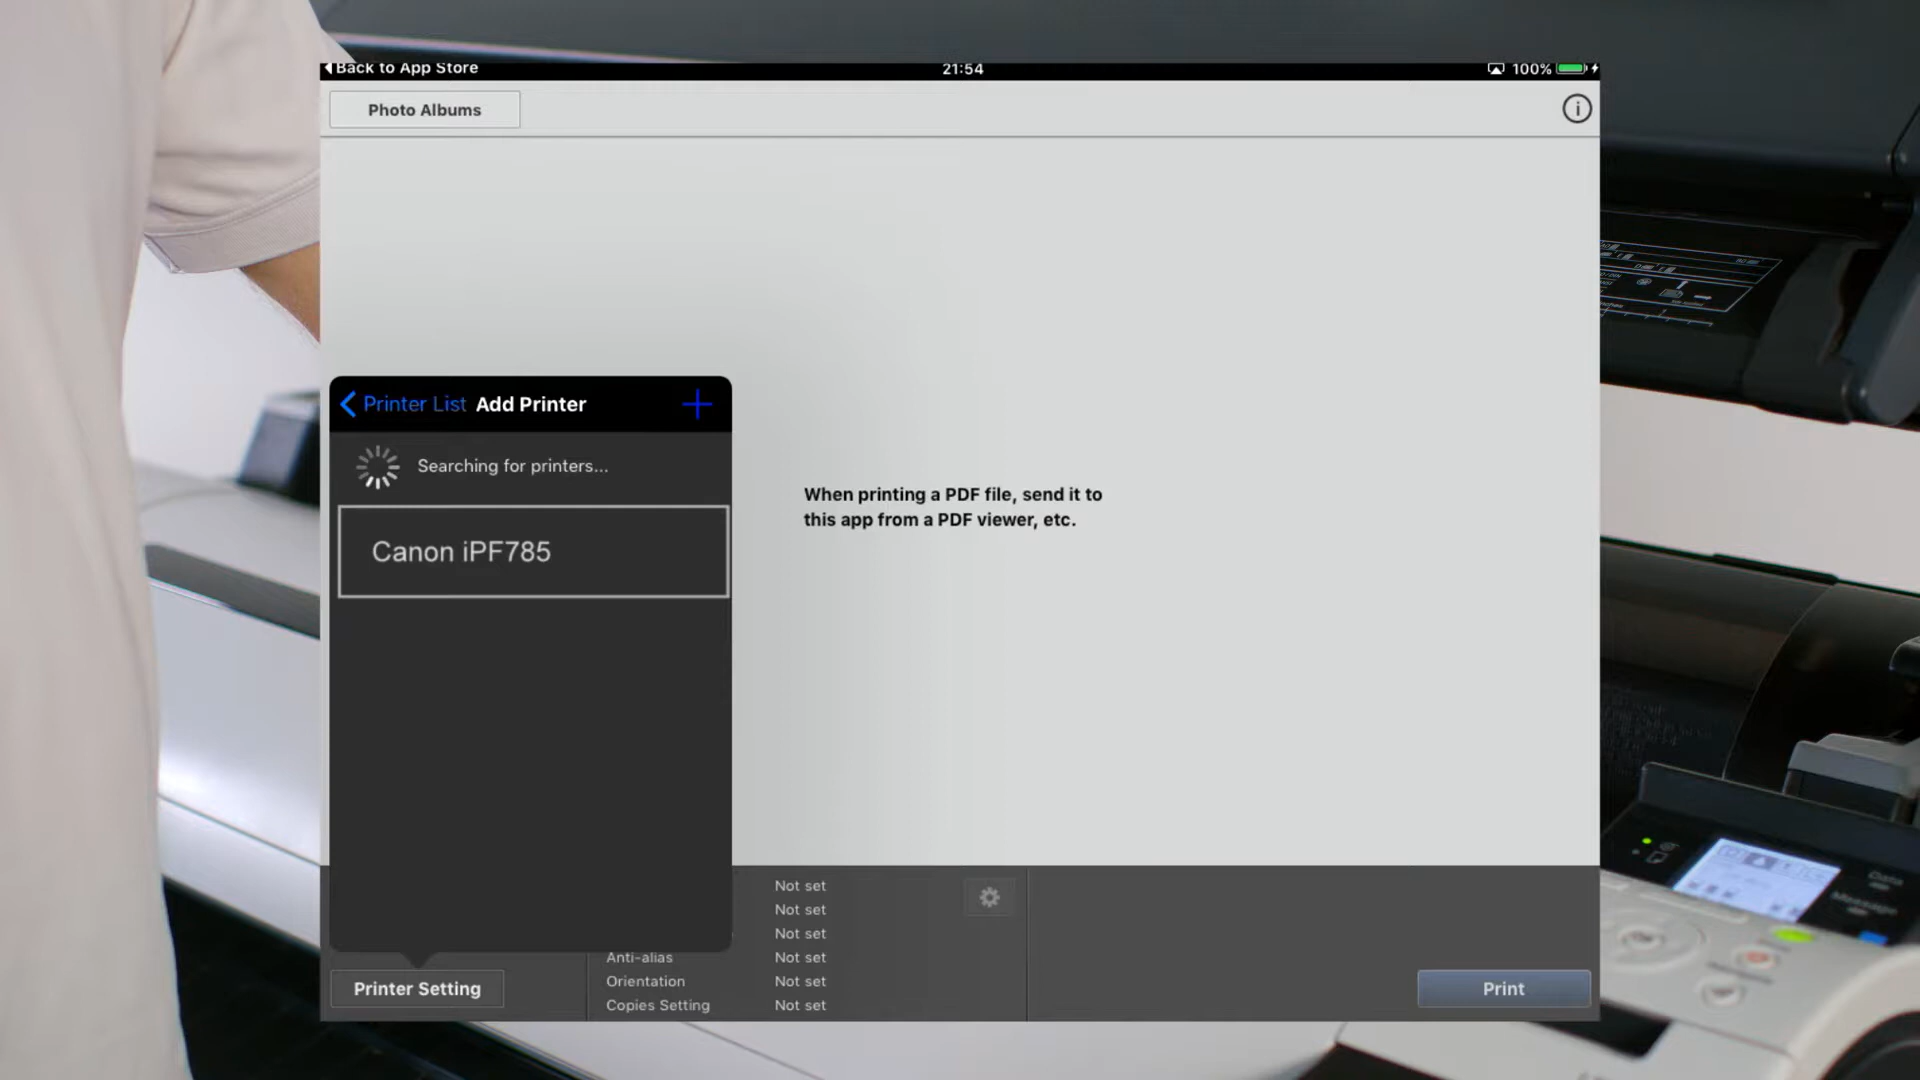 Back to App Store
21:54
100%
Photo Albums
Printer List
Add Printer
Searching for printers...
Canon iPF785
When printing a PDF file, send it to
this app from a PDF viewer, etc.
Not set
Not set
Not set
Anti-alias
Not set
Orientation
Not set
Copies Setting
Not set
Printer Setting
Print
Data
Message